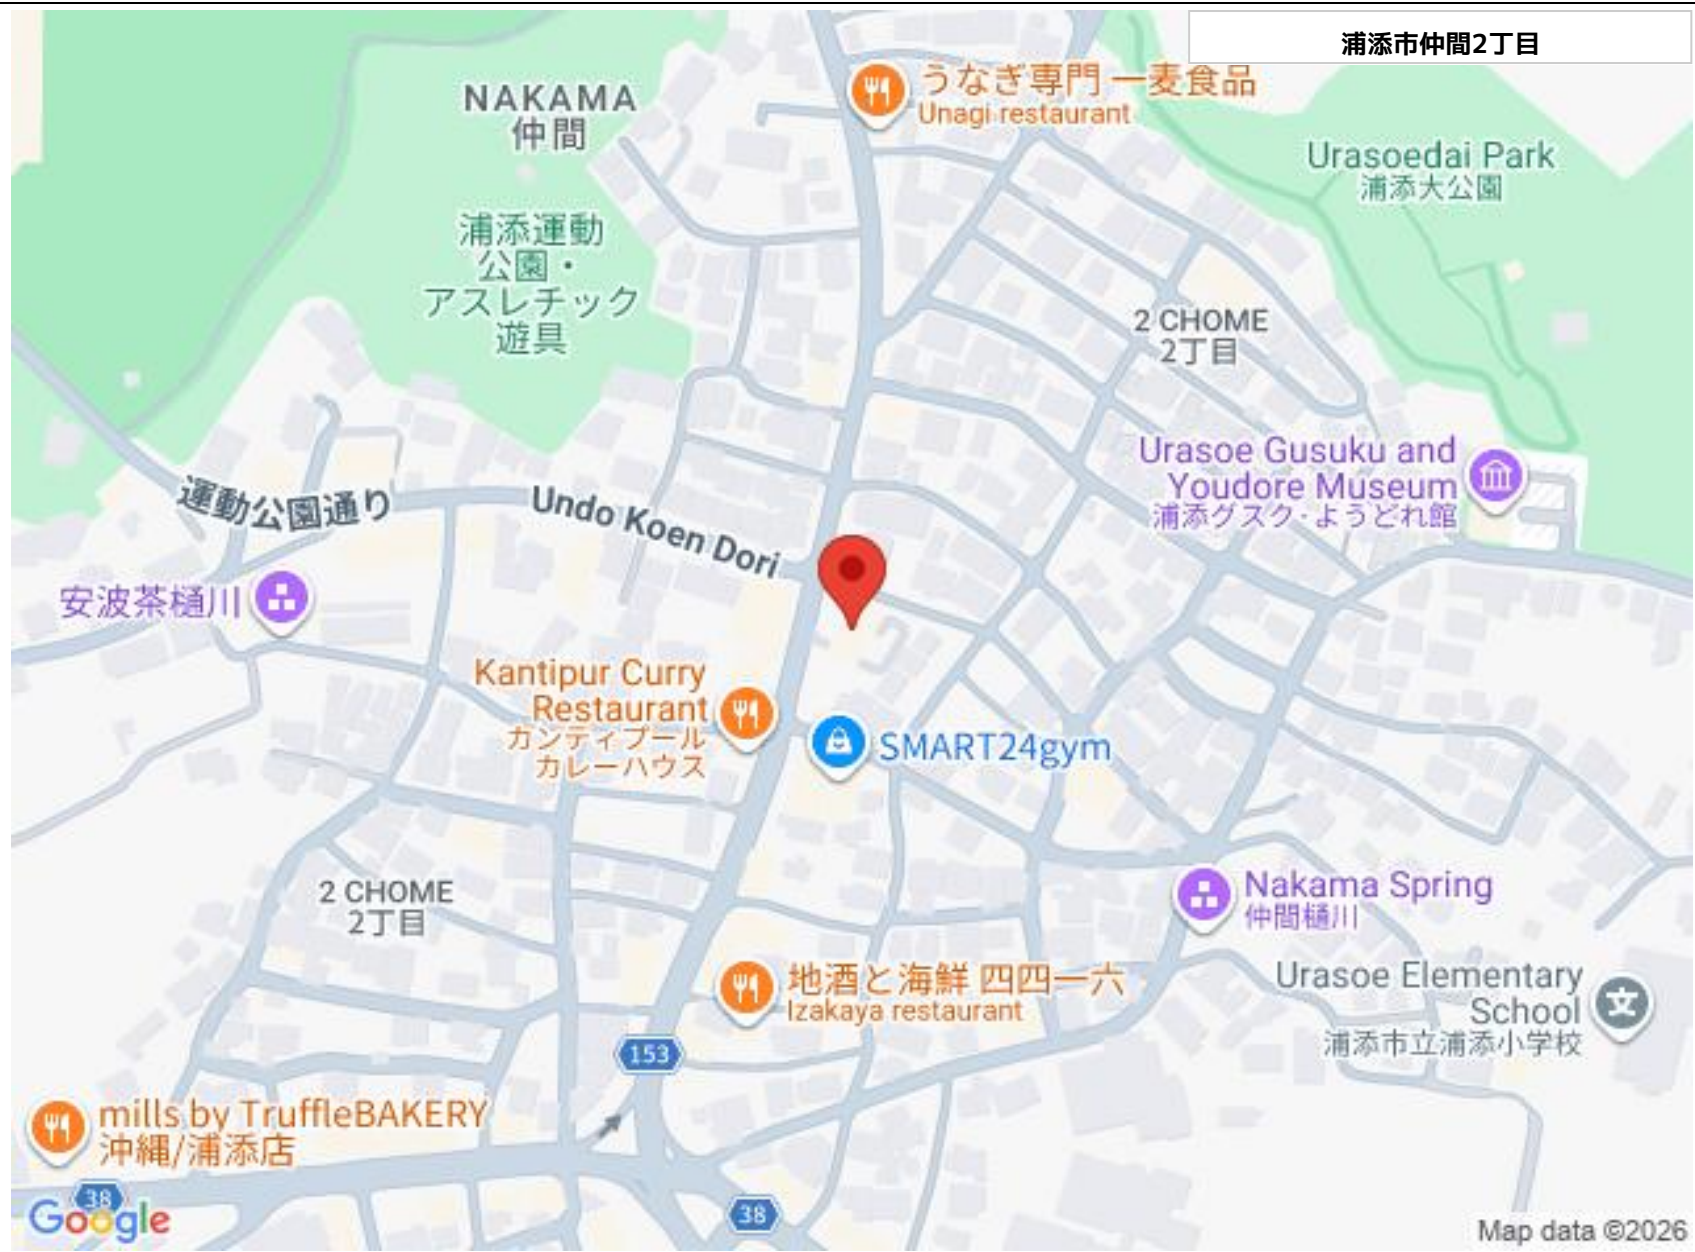 浦添市仲間2丁目
うなぎ専門 一麦食品
Unagi restaurant
NAKAMA
仲間
Urasoedai Park
浦添大公園
浦添運動
公園・
アスレチック
遊具
2 CHOME
2丁目
Urasoe Gusuku and
Youdore Museum
浦添グスク・ようどれ館
運動公園通り
Undo Koen Dori
安波茶樋川
Kantipur Curry
Restaurant
カンティプール
カレーハウス
SMART24gym
2 CHOME
2丁目
Nakama Spring
仲間樋川
地酒と海鮮 四四一六
Izakaya restaurant
Urasoe Elementary
School
浦添市立浦添小学校
153
mills by TruffleBAKERY
沖縄/浦添店
38
Google
38
Map data ©2026